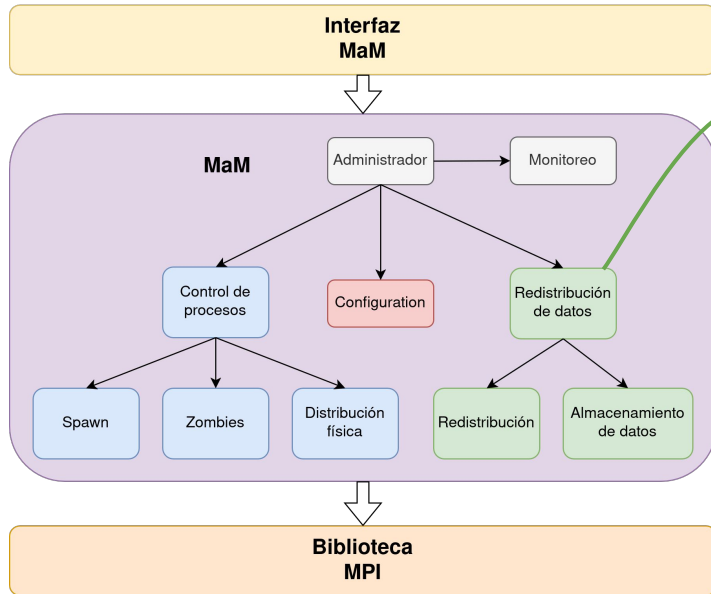 Interfaz
MaM
MaM
Administrador
Monitoreo
Control de
procesos
Configuration
Redistribución
de datos
Spawn
Zombies
Distribución
física
Redistribución
Almacenamiento
de datos
Biblioteca
MPI